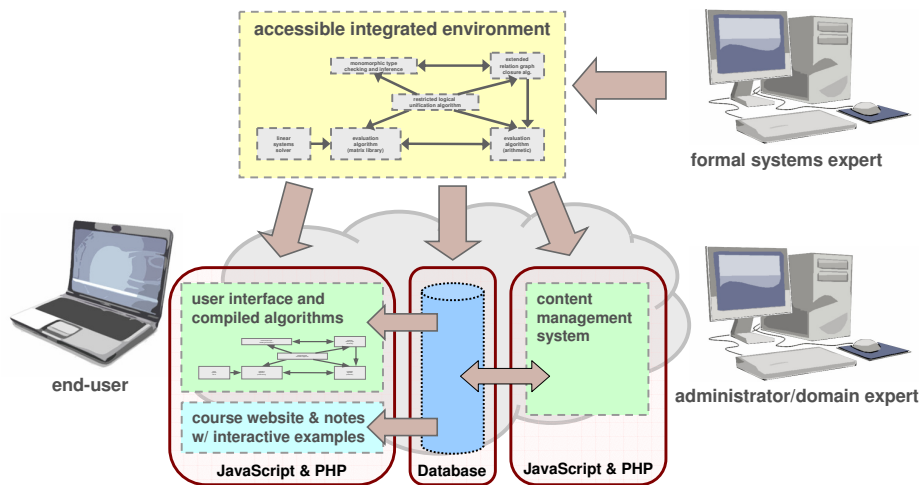 accessible integrated environment
monomorphic type
checking and inference
extended
relation graph
closure alg.
restricted logical
unification algorithm
linear
systems
solver
evaluation
algorithm
(matrix library)
evaluation
algorithm
(arithmetic)
formal systems expert
user interface and
compiled algorithms
content
management
system
end-user
administrator/domain expert
course website & notes
w/ interactive examples
JavaScript & PHP
Database
JavaScript & PHP